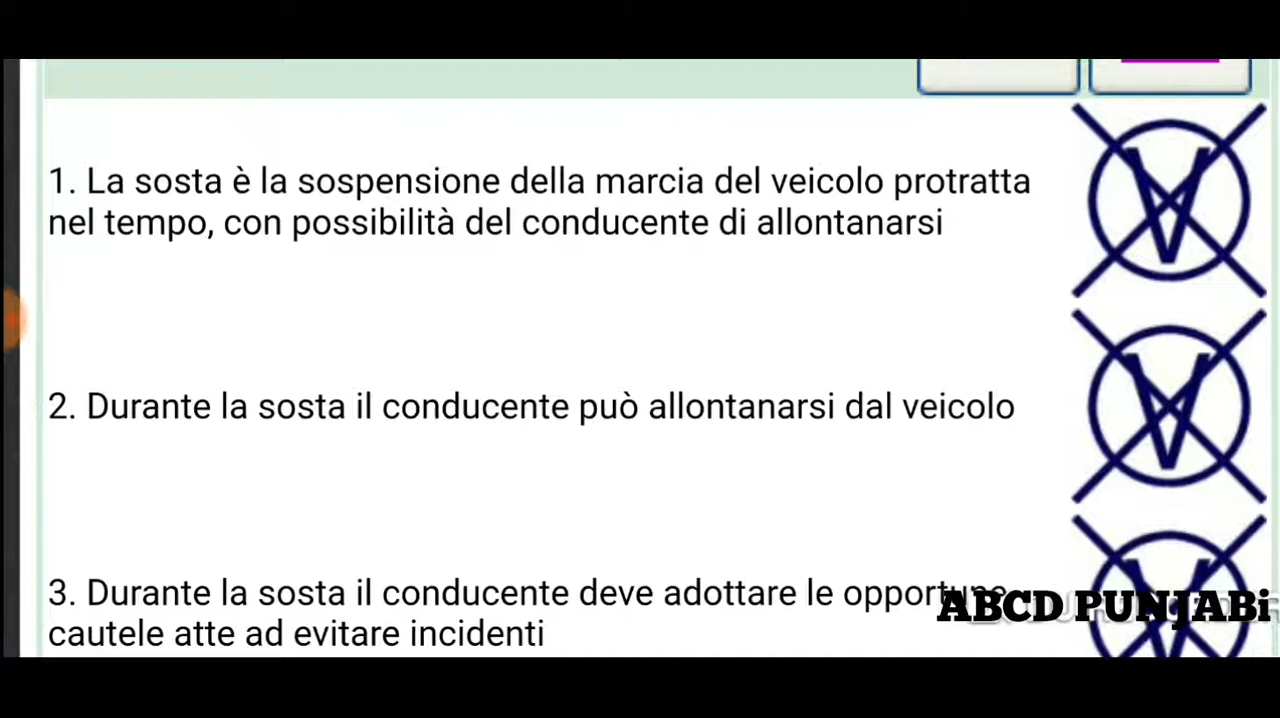 1. La sosta è la sospensione della marcia del veicolo protratta
nel tempo, con possibilità del conducente di allontanarsi
V
2. Durante la sosta il conducente può allontanarsi dal veicolo
V
3. Durante la sosta il conducente deve adottare le opportune
cautele atte ad evitare incidenti
V
ABCD PUNJABi